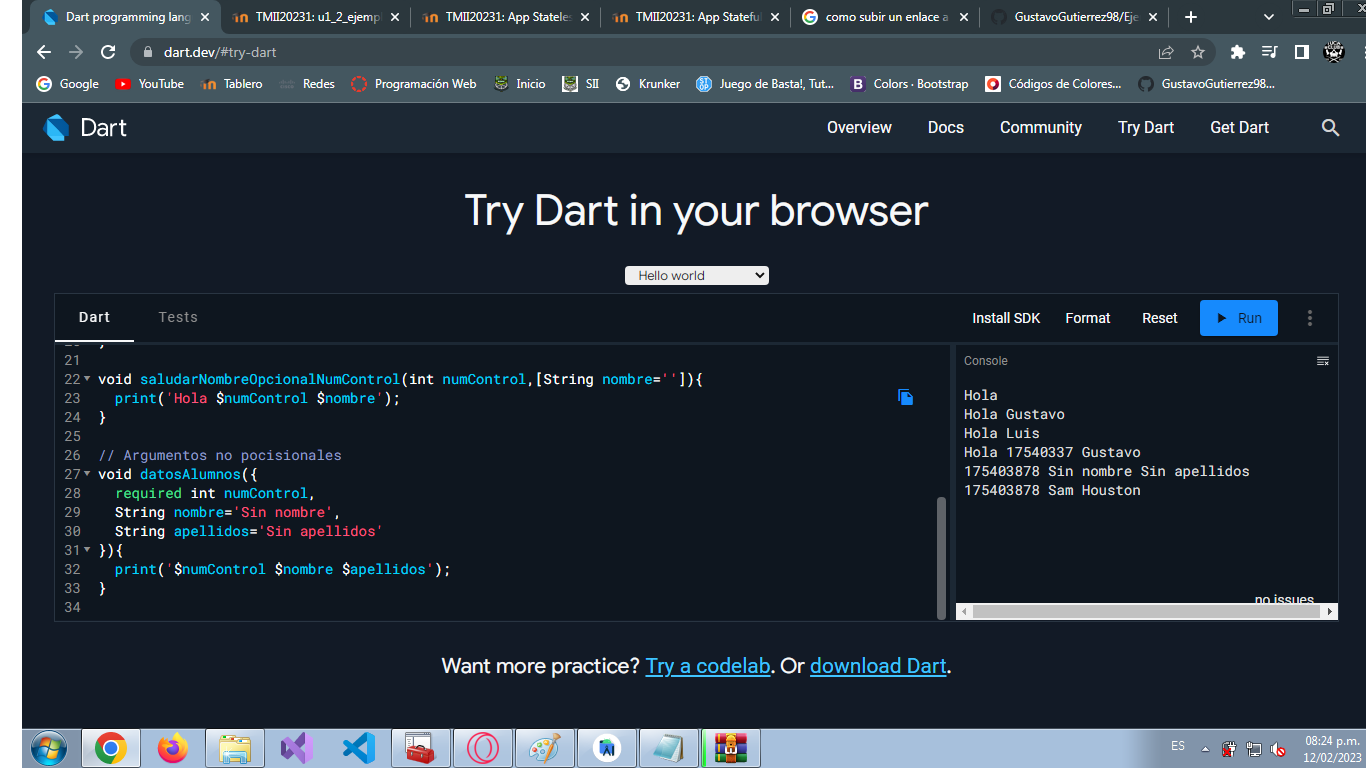 Dart programming lang
TMII20231: u1_2_ejemp
TMII20231: App Stateles
TMII20231: App Stateful
como subir un enlace a
GustavoGutierrez98/Eje
dart.dev/#try-dart
Google
YouTube
Tablero
Redes
Programación Web
Inicio
SII
Krunker
Juego de Basta!, Tut...
Colors · Bootstrap
Códigos de Colores...
GustavoGutierrez98...
Dart
Overview
Docs
Community
Try Dart
Get Dart
Try Dart in your browser
Hello world
Dart
Tests
Install SDK
Format
Reset
Run
21
22 void saludarNombreOpcionalNumControl(int numControl,[String nombre='']){
23 print('Hola $numControl $nombre');
24 }
25
26 // Argumentos no pocisionales
27 void datosAlumnos({
28 required int numControl,
29 String nombre='Sin nombre',
30 String apellidos='Sin apellidos'
31 }){
32 print('$numControl $nombre $apellidos');
33 }
34
Console
Hola
Hola Gustavo
Hola Luis
Hola 17540337 Gustavo
175403878 Sin nombre Sin apellidos
175403878 Sam Houston
no issues
Want more practice? Try a codelab. Or download Dart.
ES
08:24 p.m.
12/02/2023